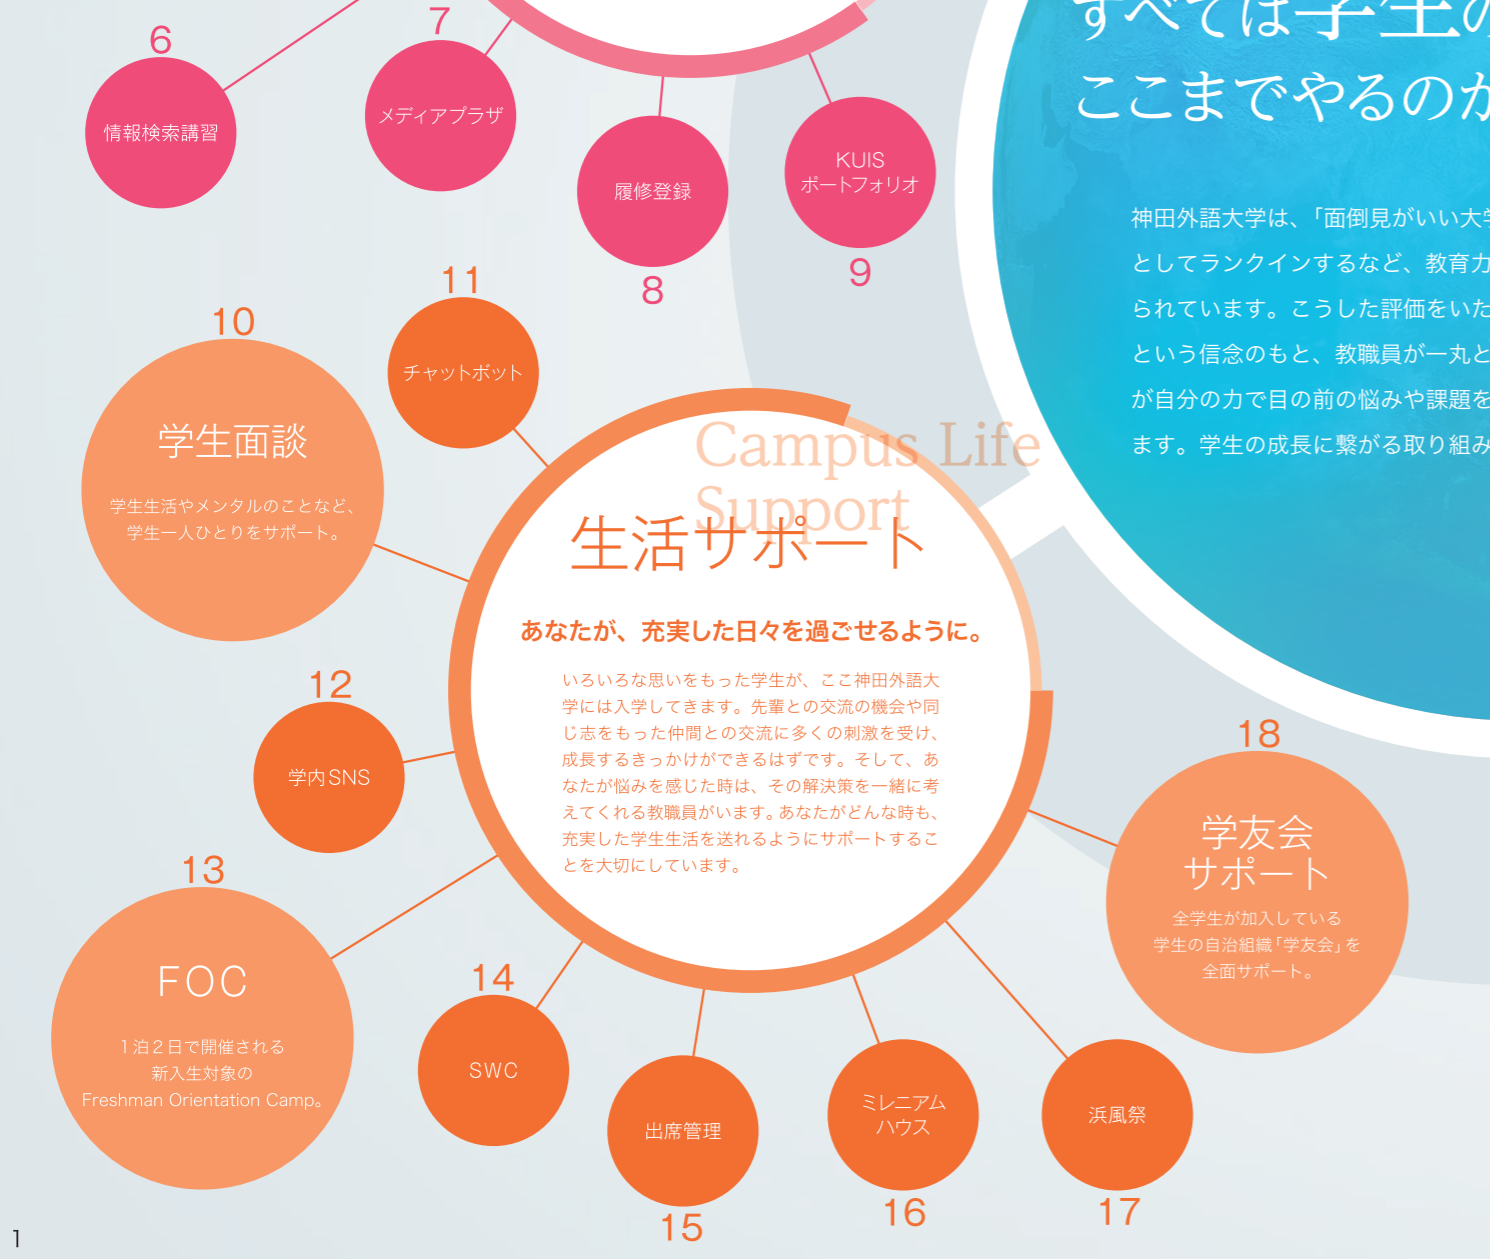 6
情報検索講習
7
メディアプラザ
履修登録
8
KUIS
ポートフォリオ
9
すべては学生の
ここまでやるのか
神田外語大学は、「面倒見がいい大学
としてランクインするなど、教育力
られています。こうした評価をいた
という信念のもと、教職員が一丸と
が自分の力で目の前の悩みや課題を
ます。学生の成長に繋がる取り組み
10
学生面談
学生生活やメンタルのことなど、
学生一人ひとりをサポート。
11
チャットボット
Campus Life
Support
生活サポート
あなたが、充実した日々を過ごせるように。
いろいろな思いをもった学生が、ここ神田外語大
学には入学してきます。先輩との交流の機会や同
じ志をもった仲間との交流に多くの刺激を受け、
成長するきっかけができるはずです。そして、あ
なたが悩みを感じた時は、その解決策を一緒に考
えてくれる教職員がいます。あなたがどんな時も、
充実した学生生活を送れるようにサポートするこ
とを大切にしています。
12
学内SNS
13
FOC
1泊2日で開催される
新入生対象の
Freshman Orientation Camp。
14
SWC
出席管理
15
ミレニアム
ハウス
16
浜風祭
17
18
学友会
サポート
全学生が加入している
学生の自治組織「学友会」を
全面サポート。
1